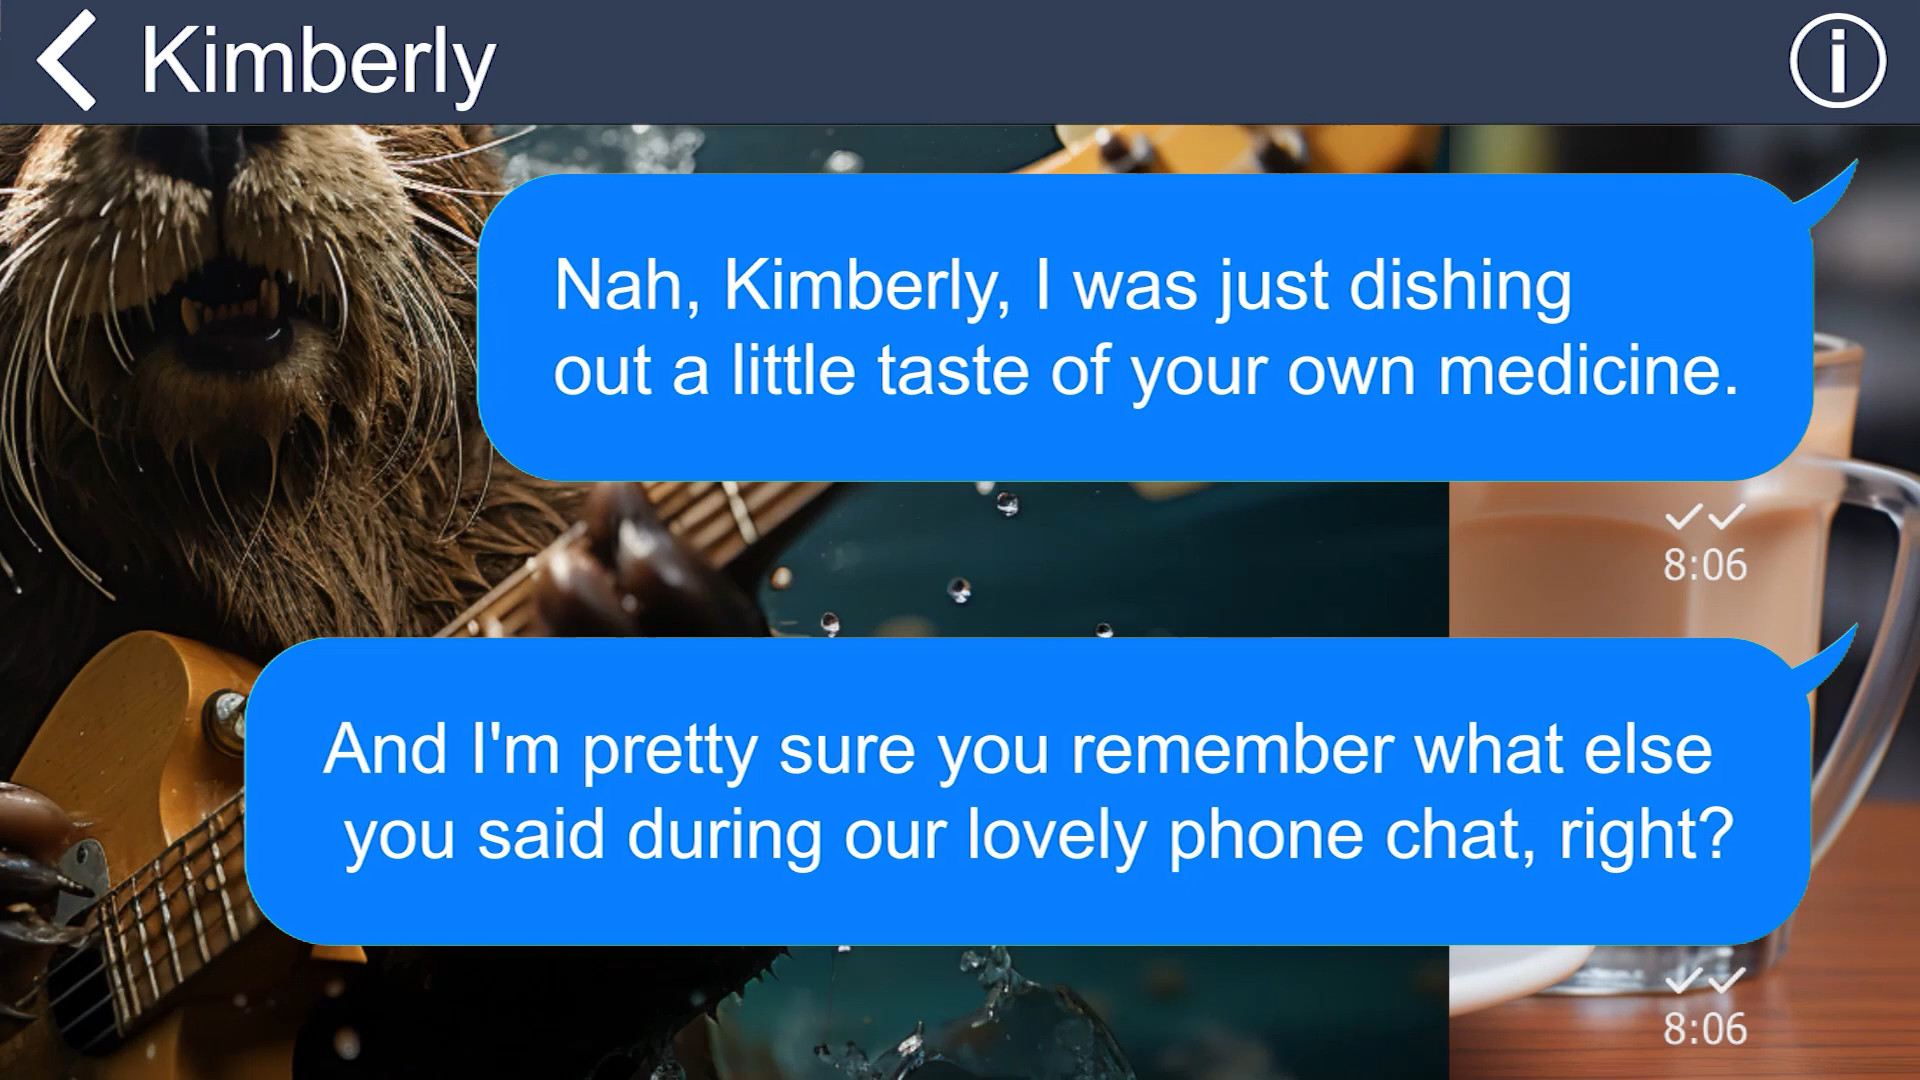 Kimberly
Nah, Kimberly, I was just dishing
out a little taste of your own medicine.
8:06
And I'm pretty sure you remember what else
you said during our lovely phone chat, right?
8:06